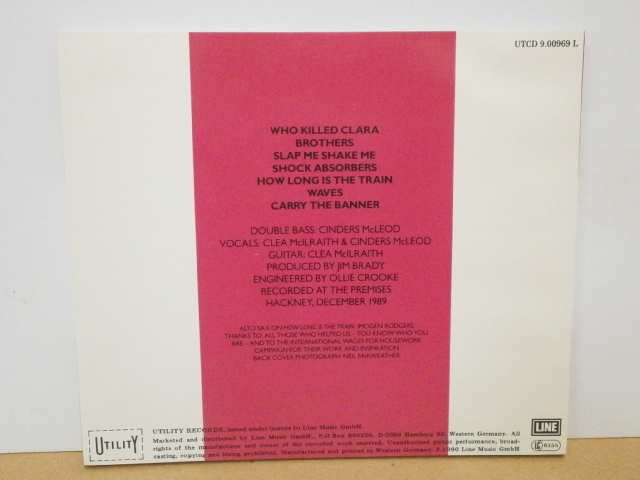 UTCD 9.00969 L
WHO KILLED CLARA
BROTHERS
SLAP ME SHAKE ME
SHOCK ABSORBERS
HOW LONG IS THE TRAIN
WAVES
CARRY THE BANNER
DOUBLE BASS: CINDERS McLEOD
VOCALS: CLEA McILRAITH & CINDERS McLEOD
GUITAR: CLEA McILRAITH
PRODUCED BY JIM BRADY
ENGINEERED BY OLLIE CROOKE
RECORDED AT THE PREMISES
HACKNEY, DECEMBER 1989
ALTO SAX ON HOW LONG IS THE TRAIN: IMOGEN RODGERS
THANKS TO: ALL THOSE WHO HELPED US – YOU KNOW WHO YOU
ARE – AND TO THE INTERNATIONAL WAGES FOR HOUSEWORK
CAMPAIGN FOR THEIR WORK AND INSPIRATION
BACK COVER PHOTOGRAPH: NEIL FAIRWEATHER
UTILITY
UTILITY RECORDS, issued under license to Line Music GmbH.
Marketed and distributed by Line Music GmbH., P.O.Box 605220, D-2000 Hamburg 60, Western Germany. All
rights of the manufacturer and owner of the recorded work reserved. Unauthorized public performance, broad-
casting, copying and hiring prohibited. Manufactured and printed in Western Germany. P.1990 Line Music GmbH
LINE
LC 6135